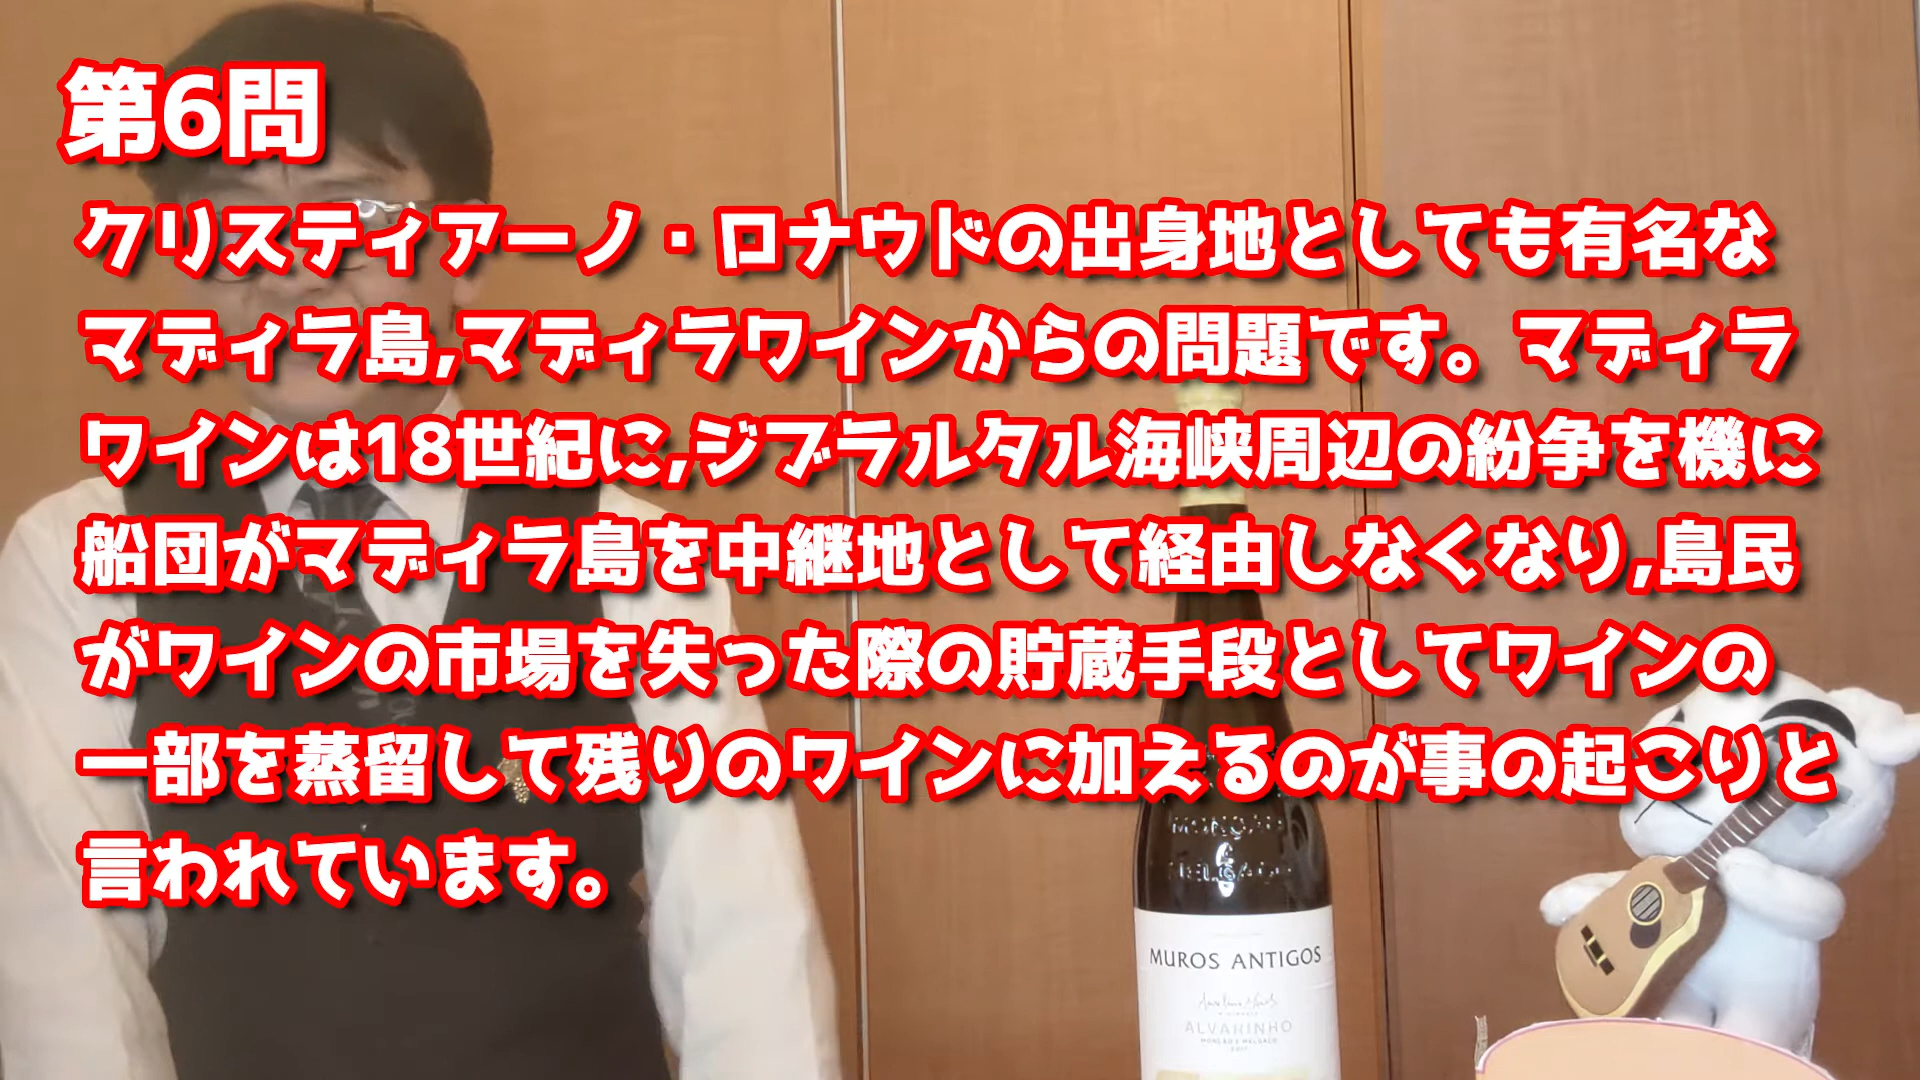 第6問
クリスティアーノ・ロナウドの出身地としても有名な
マディラ島,マディラワインからの問題です。マディラ
ワインは18世紀に,ジブラルタル海峡周辺の紛争を機に
船団がマディラ島を中継地として経由しなくなり,島民
がワインの市場を失った際の貯蔵手段としてワインの
一部を蒸留して残りのワインに加えるのが事の起こりと
言われています。
MUROS ANTIGOS
ALVARINHO
MONÇÃO E MELGAÇO